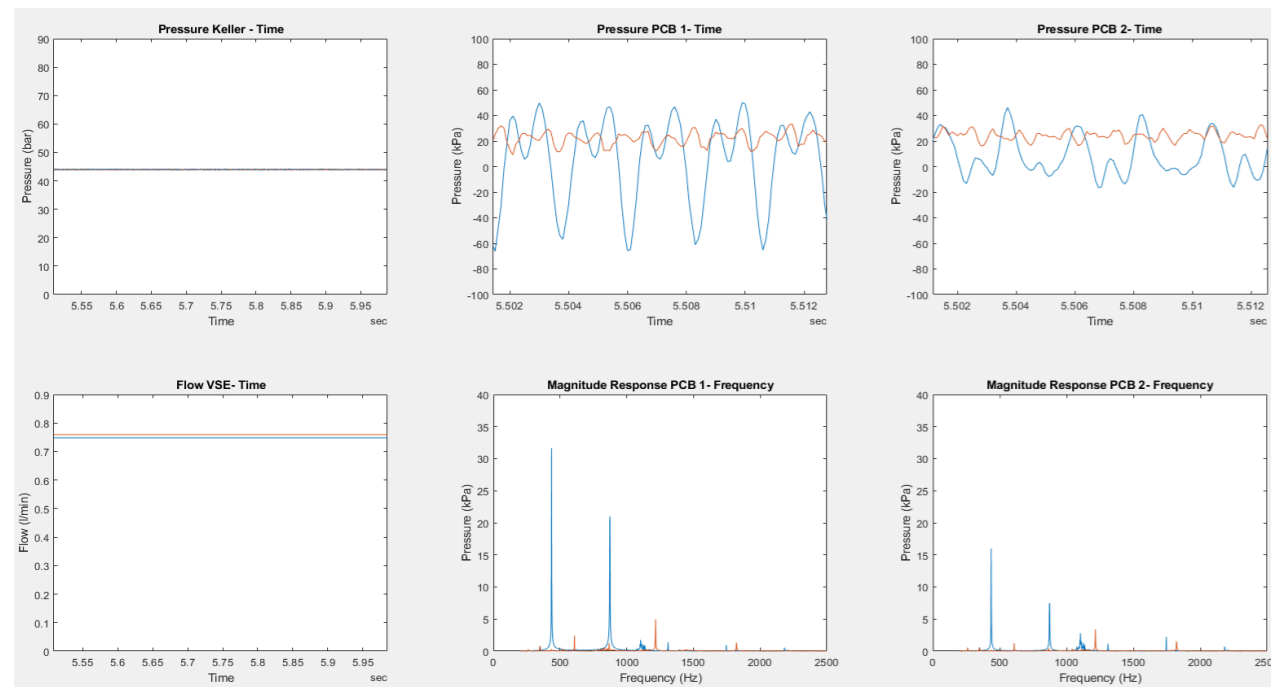 Pressure Keller - Time
90
80
70
60
50
40
30
20
10
0
Pressure (bar)
5.55 5.6 5.65 5.7 5.75 5.8 5.85 5.9 5.95
Time
sec
Pressure PCB 1- Time
100
80
60
40
20
0
-20
-40
-60
-80
-100
Pressure (kPa)
5.502 5.504 5.506 5.508 5.51 5.512
Time
sec
Pressure PCB 2- Time
100
80
60
40
20
0
-20
-40
-60
-80
-100
Pressure (kPa)
5.502 5.504 5.506 5.508 5.51 5.512
Time
sec
Flow VSE- Time
0.9
0.8
0.7
0.6
0.5
0.4
0.3
0.2
0.1
0
Flow (l/min)
5.55 5.6 5.65 5.7 5.75 5.8 5.85 5.9 5.95
Time
sec
Magnitude Response PCB 1- Frequency
40
35
30
25
20
15
10
5
0
Pressure (kPa)
0 500 1000 1500 2000 2500
Frequency (Hz)
Magnitude Response PCB 2- Frequency
40
35
30
25
20
15
10
5
0
Pressure (kPa)
0 500 1000 1500 2000 250
Frequency (Hz)